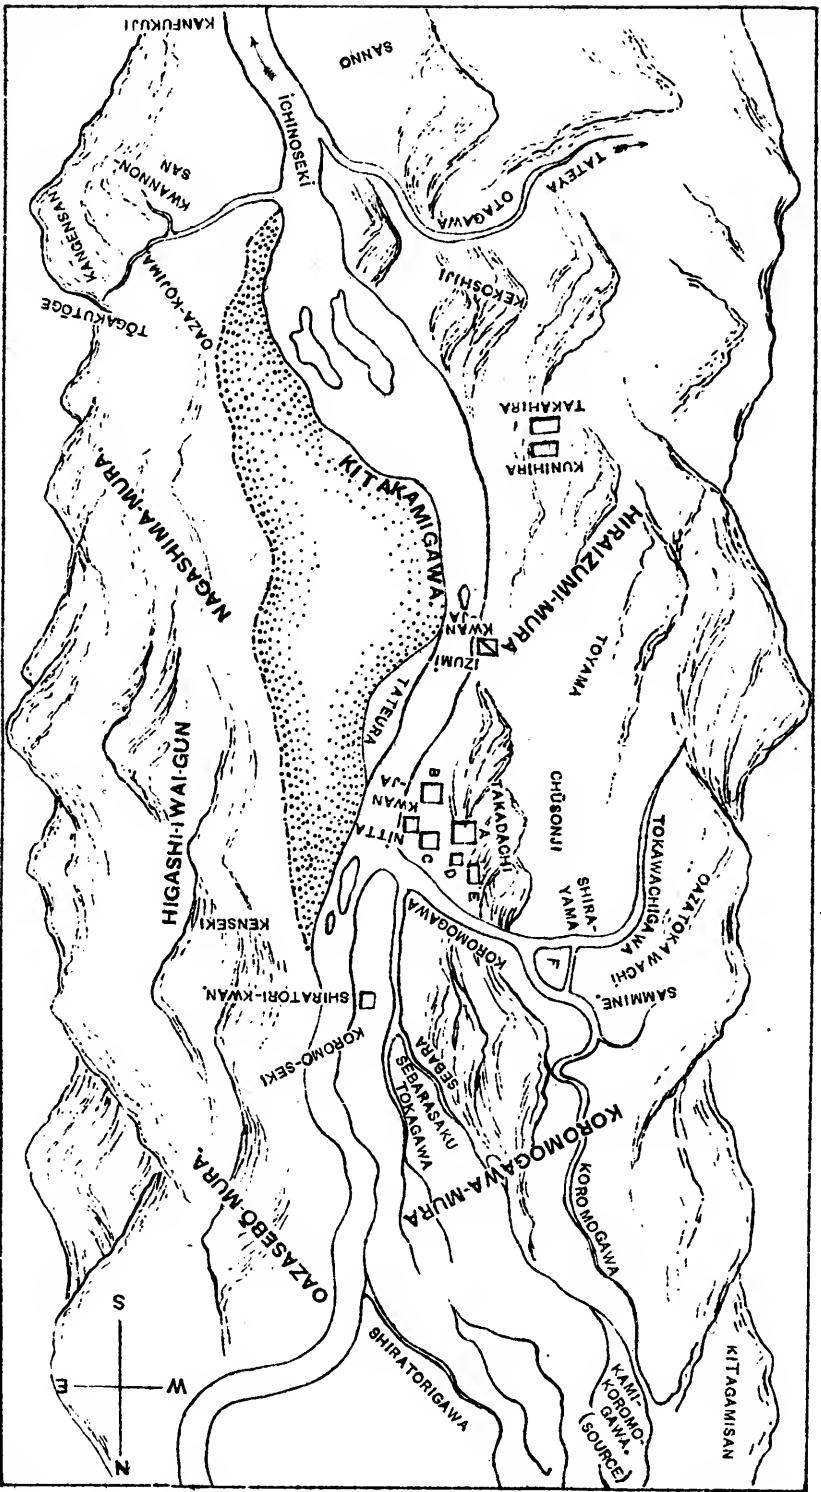 KANFUKUJI
SANNO
ICHINOSEKI
KWANNON-
SAN
KANGENSAN
TŌGAKUTŌGE
OAZA-KOJIMA
OTAGAWA
TATEYA
KEKOSHIJI
TAKAHIRA
KUNIHIRA
KITAKAMIGAWA.
NAGASHIMA-MURA
HIRAIZUMI-MURA
IZUMI
KWAN
-JA
TATEURA
TOYAMA
HIGASHI-IWAI-GUN
NITTA
KWAN
-JA
B
C
A
D
E
TAKADACHI
CHŪSONJI
SHIRA-
YAMA
TOKAWACHIGAWA
OAZATOKAWACHI
KENSEKI
KOROMOGAWA
F
SAMMINE.
SHIRATORI-KWAN.
KOROMO-SEKI
SEBARA
SEBARASAKU
TOKAGAWA
KOROMOGAWA-MURA
KOROMOGAWA
OAZASEBŌ-MURA.
SHIRATORIGAWA
KAMI-
KOROMO-
GAWA.
(SOURCE)
KITAGAMISAN
S
E
W
N